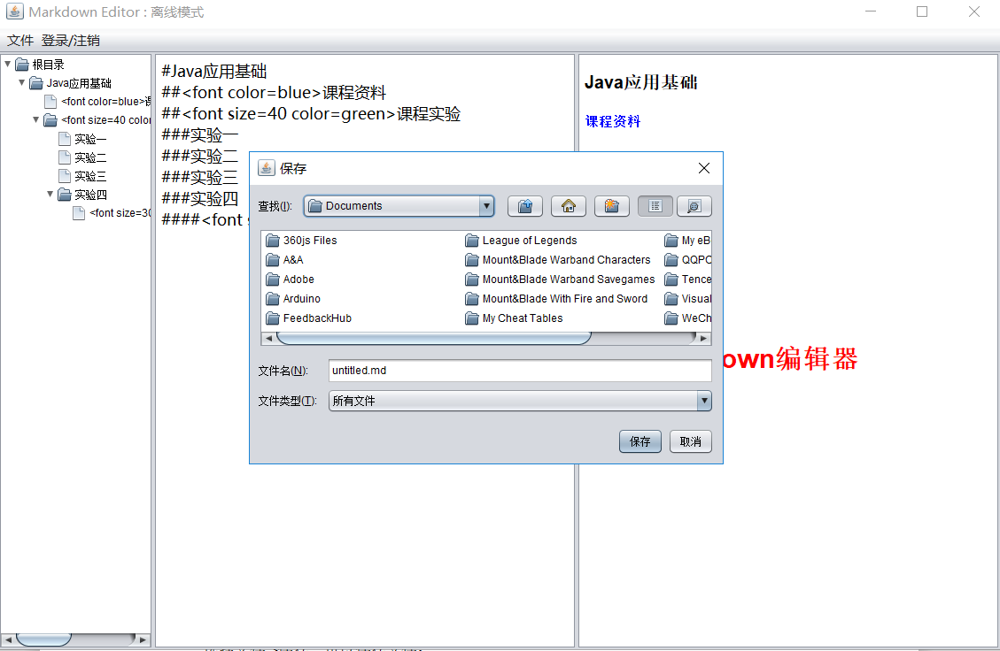 Markdown Editor : 离线模式
文件 登录/注销
根目录
Java应用基础
<font color=blue>
<font size=40 color
实验一
实验二
实验三
实验四
<font size=30
#Java应用基础
##<font color=blue>课程资料
##<font size=40 color=green>课程实验
###实验一
###实验二
###实验三
###实验四
####<font
Java应用基础
课程资料
own编辑器
保存
查找(I): Documents
360js Files
A&A
Adobe
Arduino
FeedbackHub
League of Legends
Mount&Blade Warband Characters
Mount&Blade Warband Savegames
Mount&Blade With Fire and Sword
My Cheat Tables
My eB
QQPC
Tence
Visual
WeCh
文件名(N): untitled.md
文件类型(T): 所有文件
保存 取消